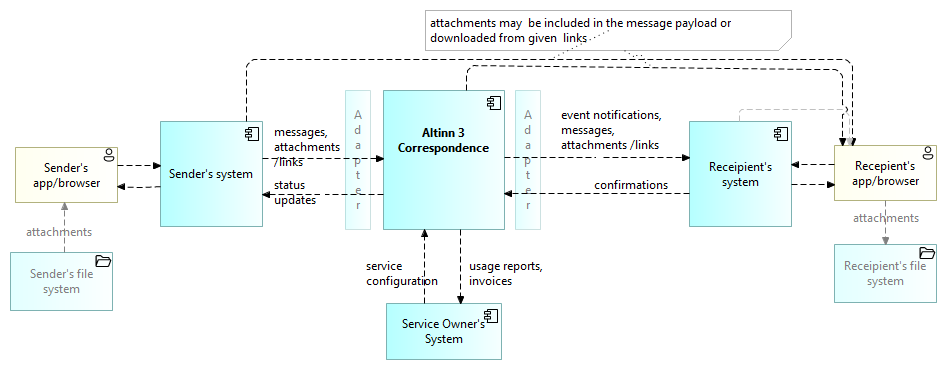 attachments may  be included in the message payload or
downloaded from given  links
Sender's
app/browser
attachments
Sender's file
system
Sender's system
messages,
attachments
/links
status
updates
Adapter
Altinn 3
Correspondence
Adapter
event notifications,
messages,
attachments /links
confirmations
service
configuration
usage reports,
invoices
Service Owner's
System
Receipient's
system
Recepient's
app/browser
attachments
Receipient's file
system